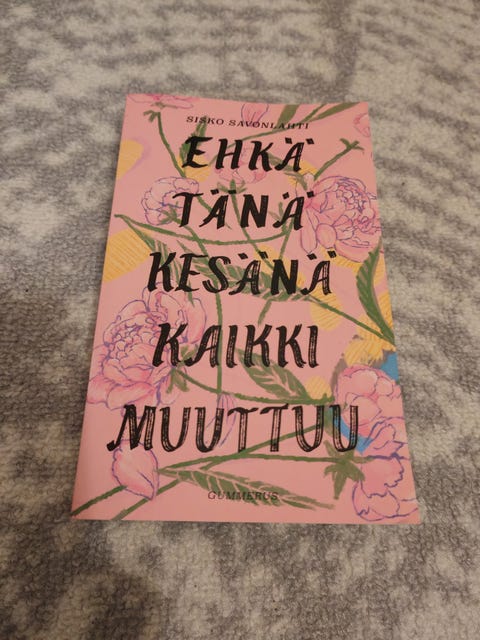 SISKO SAVONLAHTI
EHKÄ
TÄNÄ
KESÄNÄ
KAIKKI
MUUTTUU
GUMMERUS